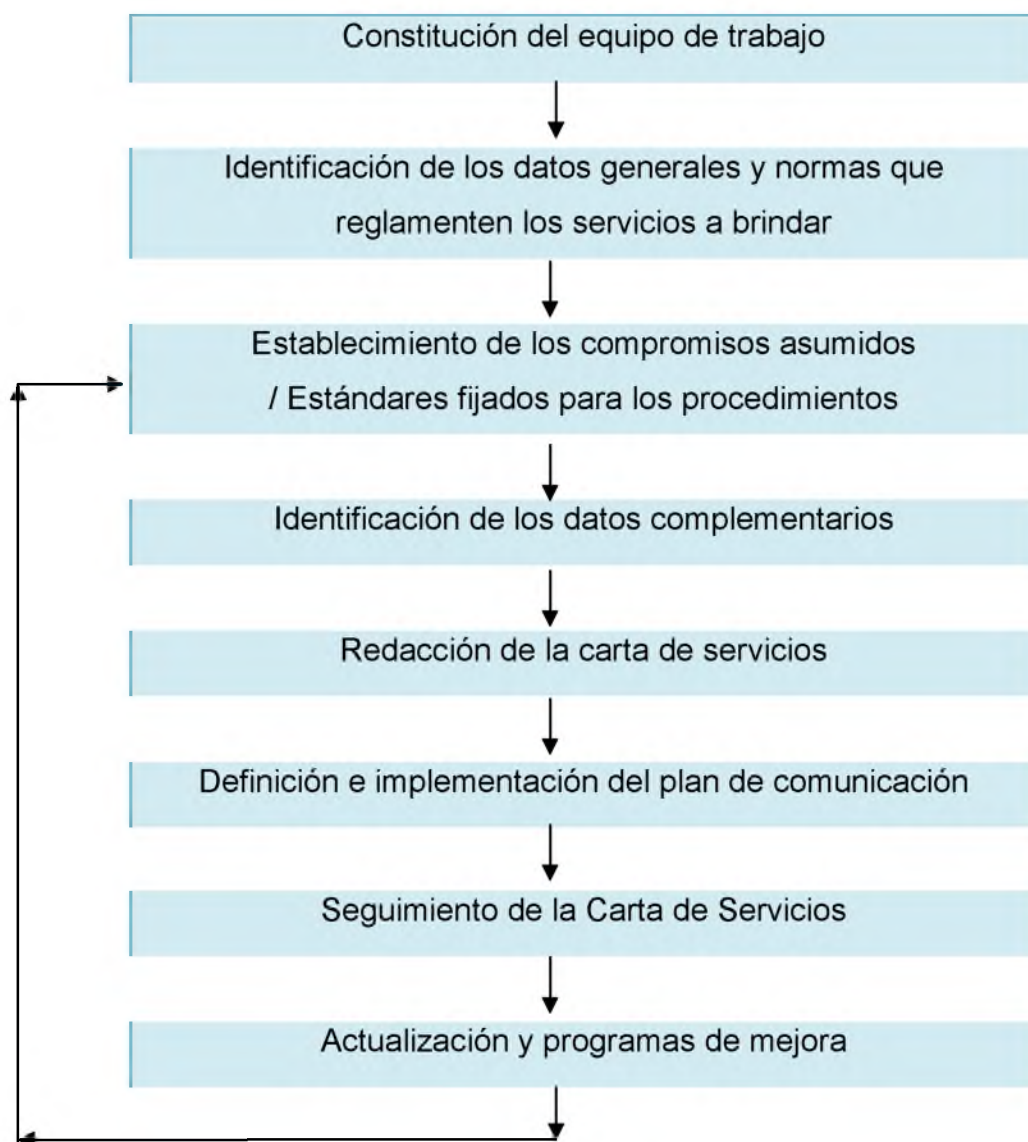 Constitución del equipo de trabajo
Identificación de los datos generales y normas que
reglamenten los servicios a brindar
Establecimiento de los compromisos asumidos
/ Estándares fijados para los procedimientos
Identificación de los datos complementarios
Redacción de la carta de servicios
Definición e implementación del plan de comunicación
Seguimiento de la Carta de Servicios
Actualización y programas de mejora